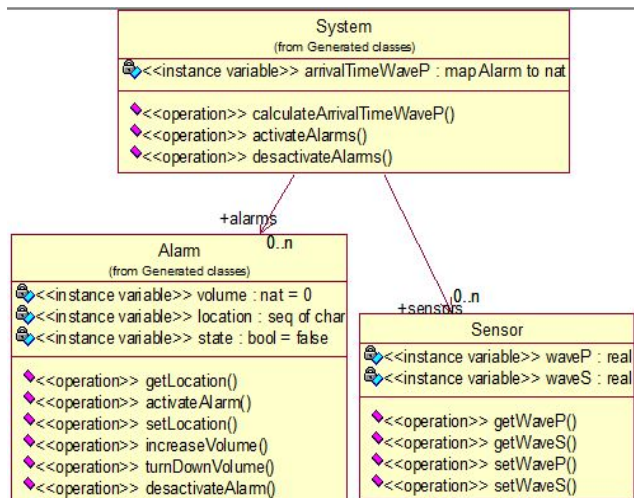 System
(from Generated classes)
<<instance variable>> arrivalTimeWaveP : map Alarm to nat
<<operation>> calculateArrivalTimeWaveP()
<<operation>> activateAlarms()
<<operation>> desactivateAlarms()
+alarms
0..n
Alarm
(from Generated classes)
<<instance variable>> volume : nat = 0
<<instance variable>> location : seq of char
<<instance variable>> state : bool = false
<<operation>> getLocation()
<<operation>> activateAlarm()
<<operation>> setLocation()
<<operation>> increaseVolume()
<<operation>> turnDownVolume()
<<operation>> desactivateAlarm()
0..n
+sensors
Sensor
<<instance variable>> waveP : real
<<instance variable>> waveS : real
<<operation>> getWaveP()
<<operation>> getWaveS()
<<operation>> setWaveP()
<<operation>> setWaveS()